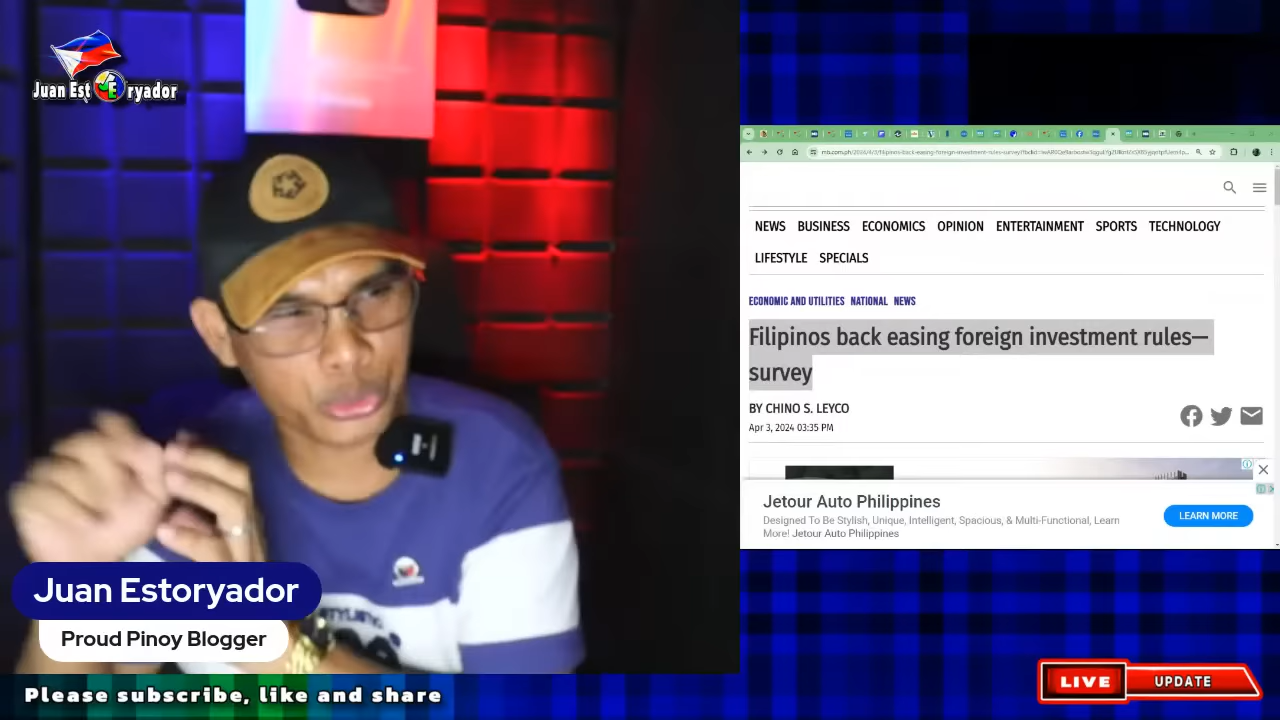 Juan Est ryador
NEWS BUSINESS ECONOMICS OPINION ENTERTAINMENT SPORTS TECHNOLOGY
LIFESTYLE SPECIALS
ECONOMIC AND UTILITIES NATIONAL NEWS
Filipinos back easing foreign investment rules—
survey
BY CHINO S. LEYCO
Apr 3, 2024 03:35 PM
Jetour Auto Philippines
Designed To Be Stylish, Unique, Intelligent, Spacious, & Multi-Functional, Learn
More! Jetour Auto Philippines
LEARN MORE
Juan Estoryador
Proud Pinoy Blogger
Please subscribe, like and share
LIVE UPDATE